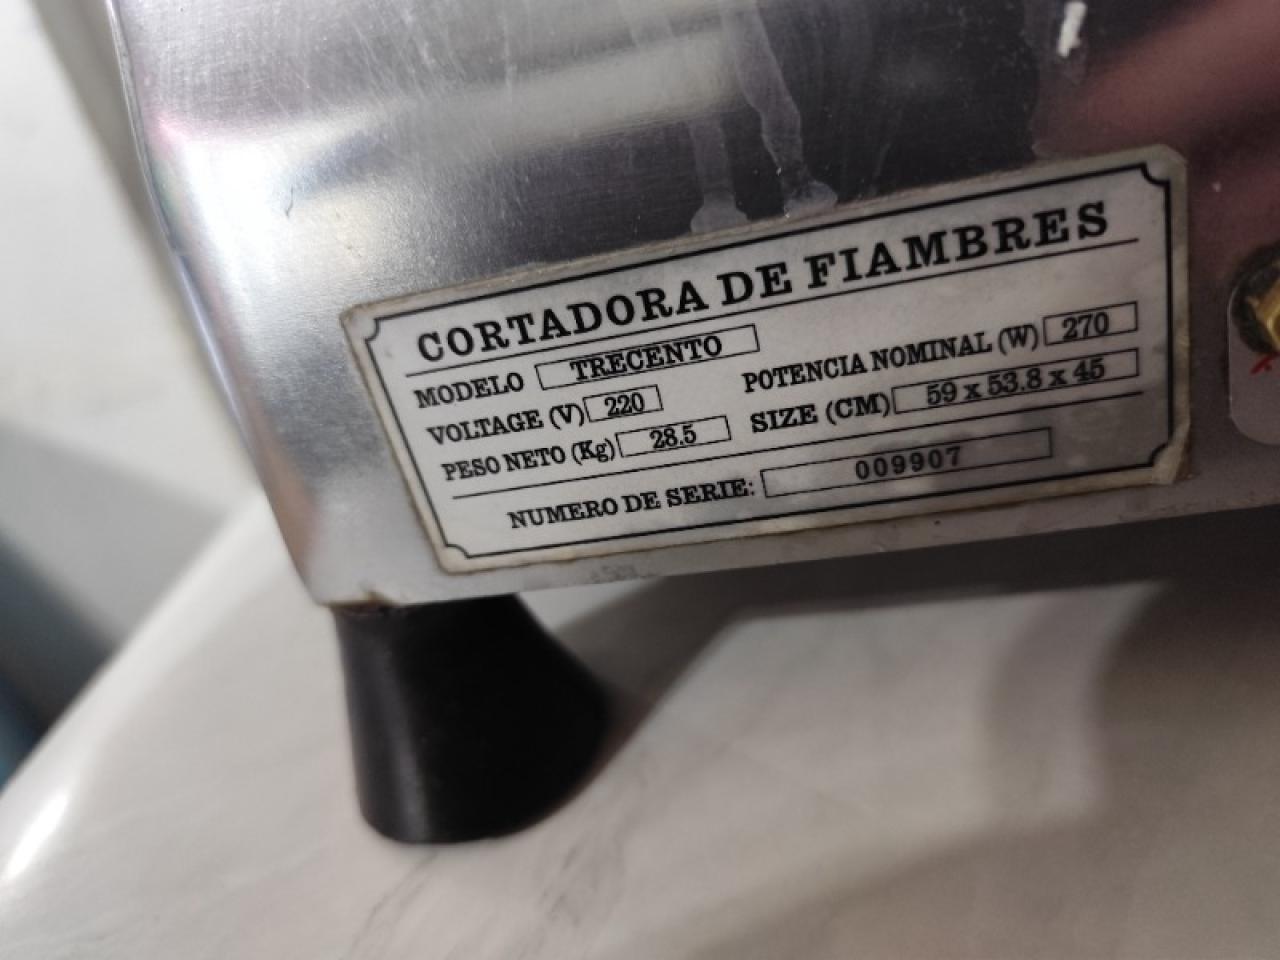 CORTADORA DE FIAMBRES
MODELO TRECENTO
VOLTAGE (V) 220 POTENCIA NOMINAL (W) 270
PESO NETO (Kg) 28.5 SIZE (CM) 59 x 53.8 x 45
NUMERO DE SERIE: 009907